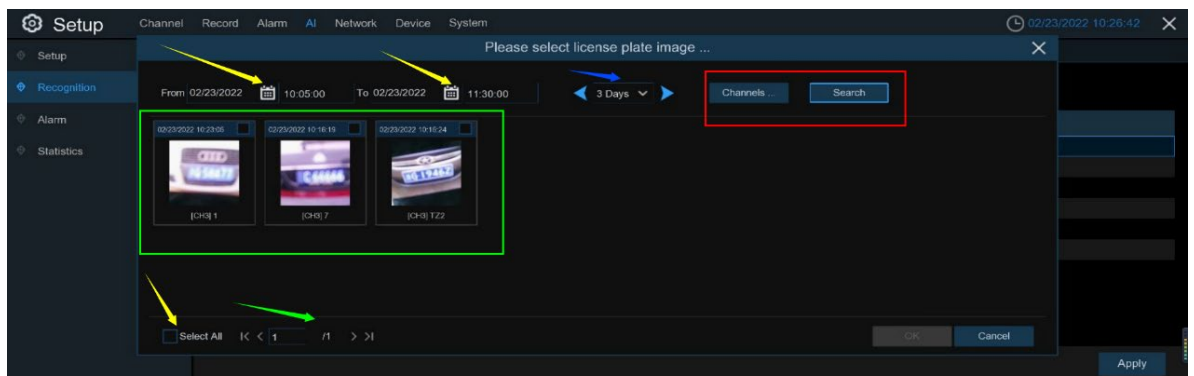 Setup Channel Record Alarm AI Network Device System 02/23/2022 10:26:42
Please select license plate image ...
Setup
Recognition
Alarm
Statistics
From 02/23/2022 10:05:00 To 02/23/2022 11:30:00 3 Days Channels ... Search
02/23/2022 10:23:05 02/23/2022 10:16:19 02/23/2022 10:15:24
[CH3] 1 [CH3] 7 [CH3] TZ2
Select All 1 /1 OK Cancel
Apply